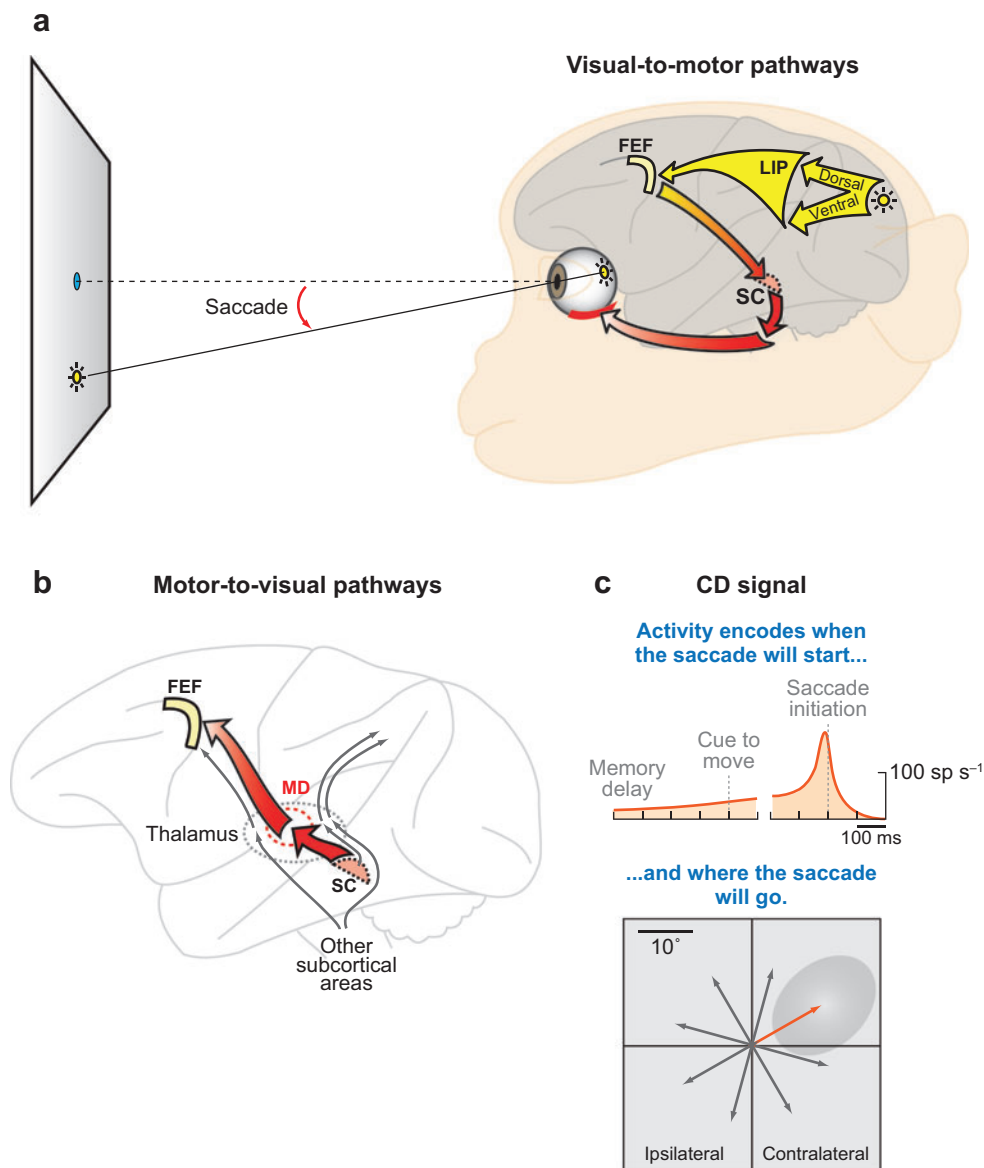 a
Visual-to-motor pathways
FEF
LIP
Dorsal
Ventral
SC
Saccade
b
Motor-to-visual pathways
FEF
MD
Thalamus
SC
Other
subcortical
areas
c
CD signal
Activity encodes when
the saccade will start...
Saccade
initiation
Cue to
move
Memory
delay
100 sp s⁻¹
100 ms
...and where the saccade
will go.
10°
Ipsilateral
Contralateral